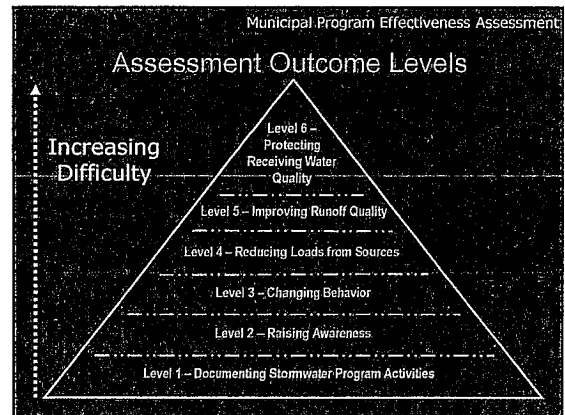 Municipal Program Effectiveness Assessment
Assessment Outcome Levels
Increasing
Difficulty
Level 6 –
Protecting
Receiving Water
Quality
Level 5 – Improving Runoff Quality
Level 4 – Reducing Loads from Sources
Level 3 – Changing Behavior
Level 2 – Raising Awareness
Level 1 – Documenting Stormwater Program Activities